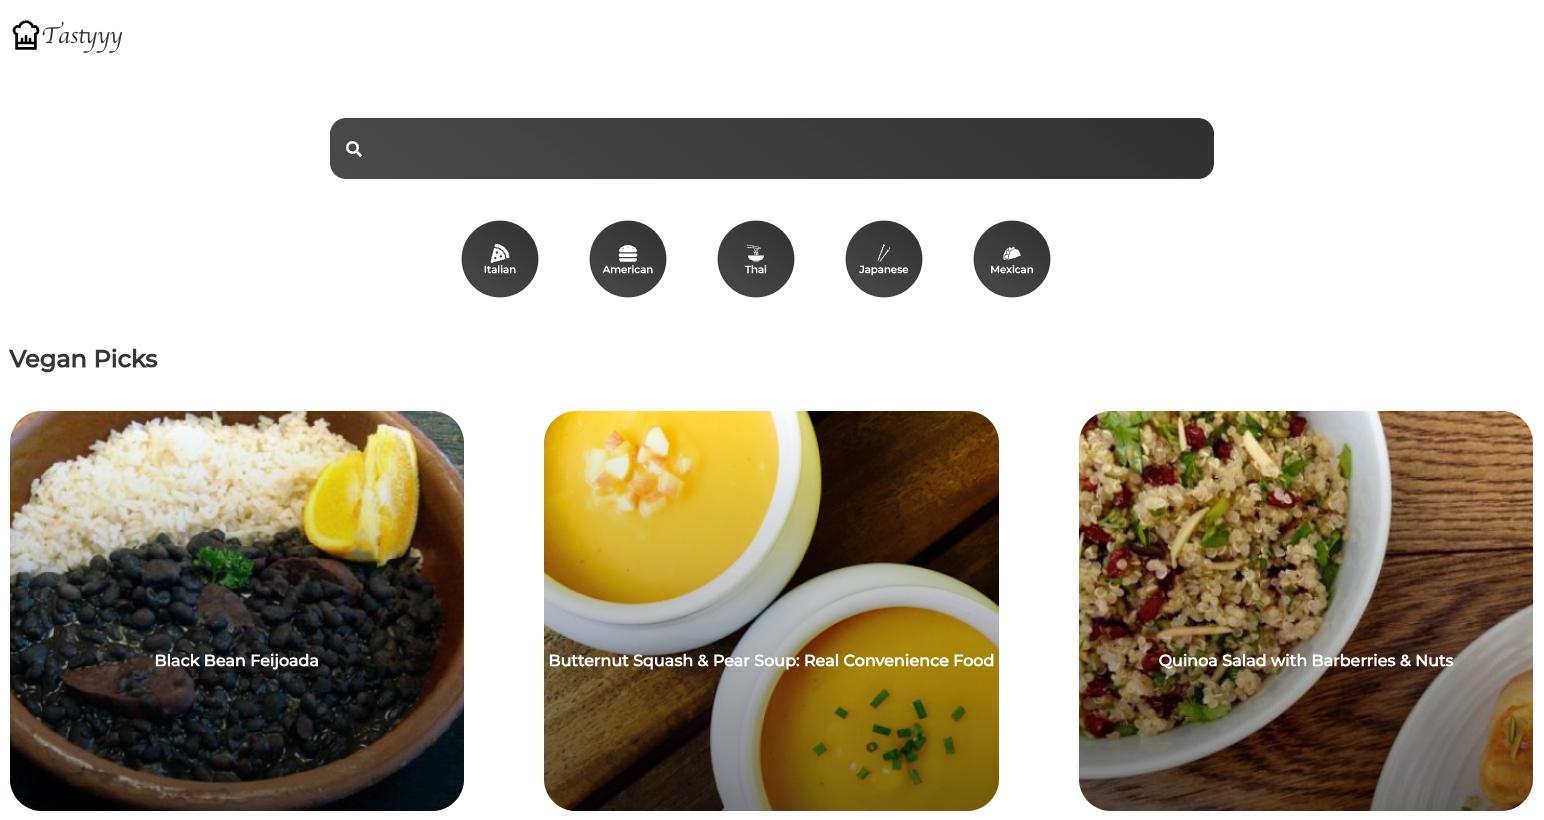 Tastyyy
Italian
American
Thai
Japanese
Mexican
Vegan Picks
Black Bean Feijoada
Butternut Squash & Pear Soup: Real Convenience Food
Quinoa Salad with Barberries & Nuts